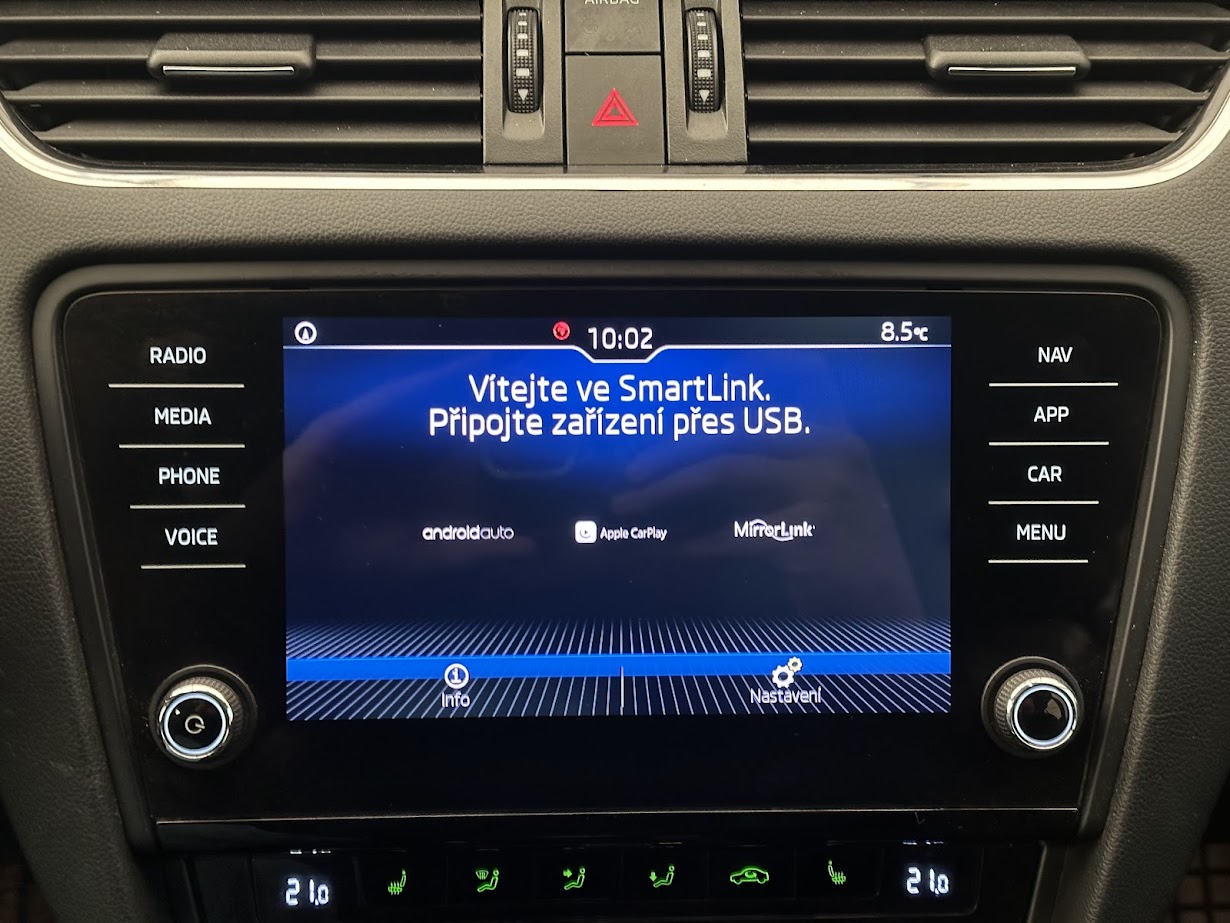 AIRBAG
10:02
8.5°C
Vítejte ve SmartLink.
Připojte zařízení přes USB.
androidauto
Apple CarPlay
MirrorLink
Info
Nastavení
RADIO
MEDIA
PHONE
VOICE
NAV
APP
CAR
MENU
21.0
21.0